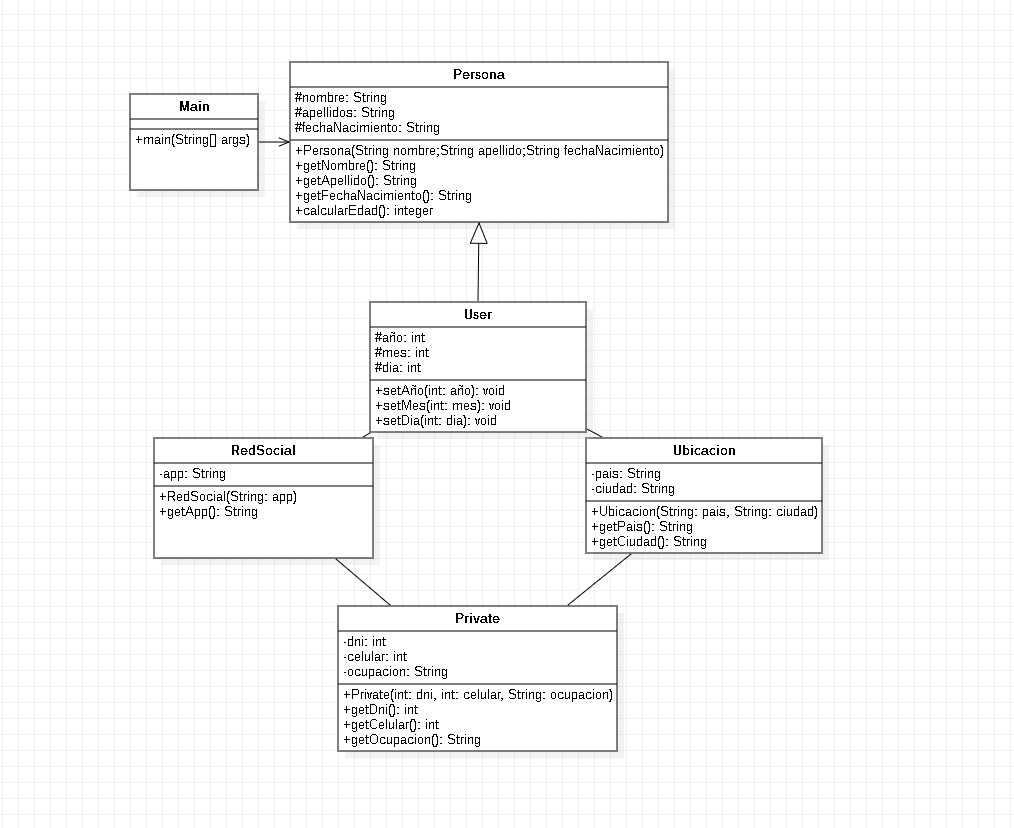 Persona
#nombre: String
#apellidos: String
#fechaNacimiento: String
+Persona(String nombre;String apellido;String fechaNacimiento)
+getNombre(): String
+getApellido(): String
+getFechaNacimiento(): String
+calcularEdad(): integer
Main
+main(String[] args)
User
#año: int
#mes: int
#dia: int
+setAño(int: año): void
+setMes(int: mes): void
+setDia(int: dia): void
RedSocial
-app: String
+RedSocial(String: app)
+getApp(): String
Ubicacion
-pais: String
-ciudad: String
+Ubicacion(String: pais, String: ciudad)
+getPais(): String
+getCiudad(): String
Private
-dni: int
-celular: int
-ocupacion: String
+Private(int: dni, int: celular, String: ocupacion)
+getDni(): int
+getCelular(): int
+getOcupacion(): String